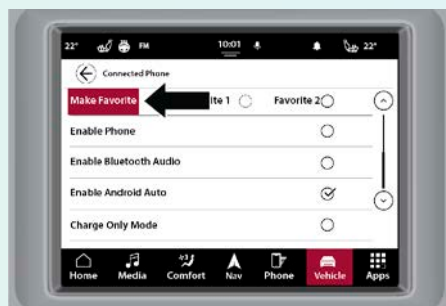 22° FM 10:01 22°
Connected Phone
Make Favorite ite 1 Favorite 2
Enable Phone
Enable Bluetooth Audio
Enable Android Auto
Charge Only Mode
Home Media Comfort Nav Phone Vehicle Apps